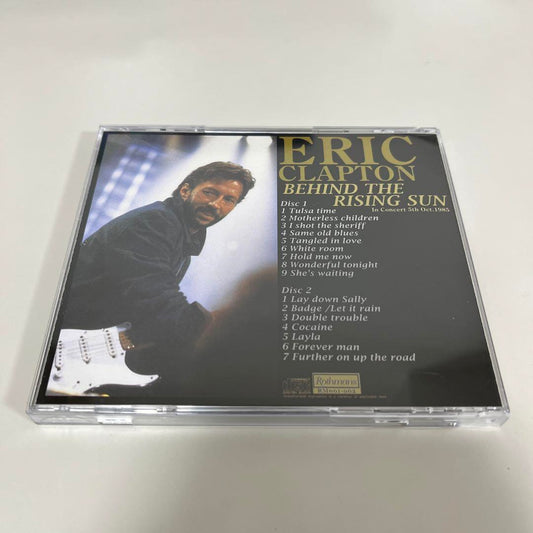 ERIC
CLAPTON
BEHIND THE
RISING SUN
In Concert 5th Oct.1985
Disc 1
1 Tulsa time
2 Motherless children
3 I shot the sheriff
4 Same old blues
5 Tangled in love
6 White room
7 Hold me now
8 Wonderful tonight
9 She's waiting
Disc 2
1 Lay down Sally
2 Badge /Let it rain
3 Double trouble
4 Cocaine
5 Layla
6 Forever man
7 Further on up the road
Rothmans